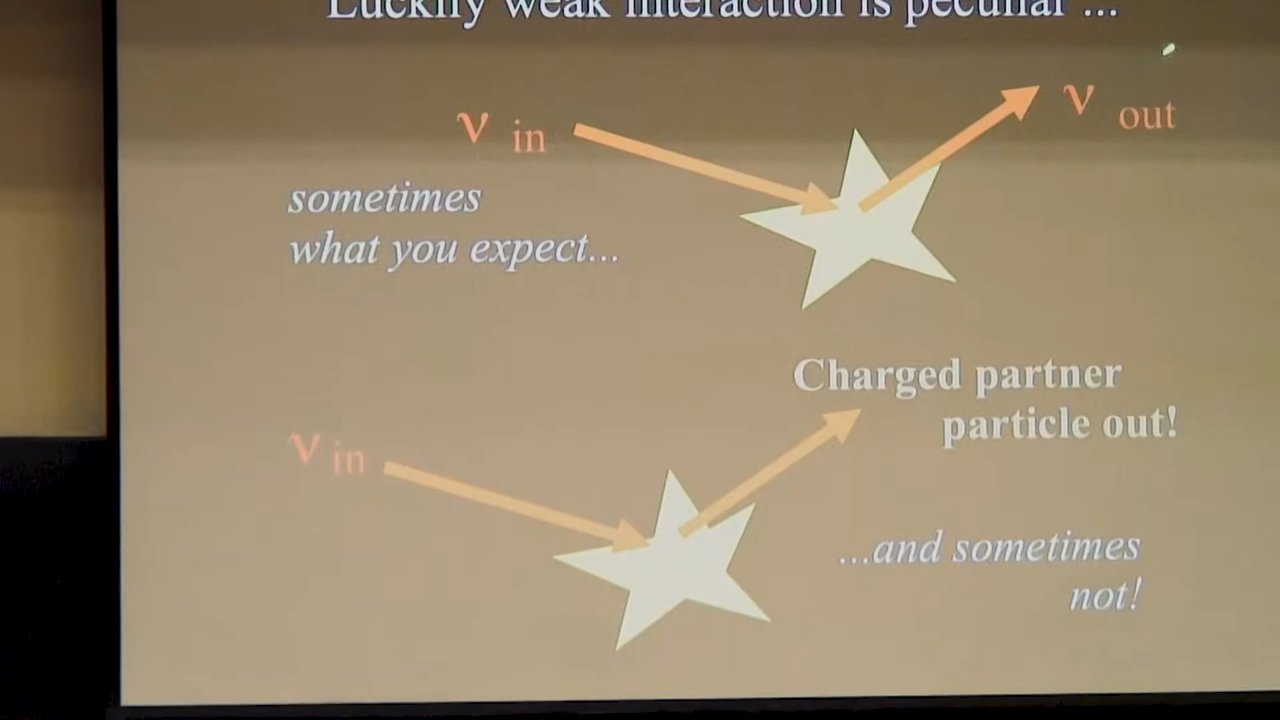 Luckily weak interaction is peculiar ...
ν in
ν out
sometimes
what you expect...
Charged partner
particle out!
ν in
...and sometimes
not!